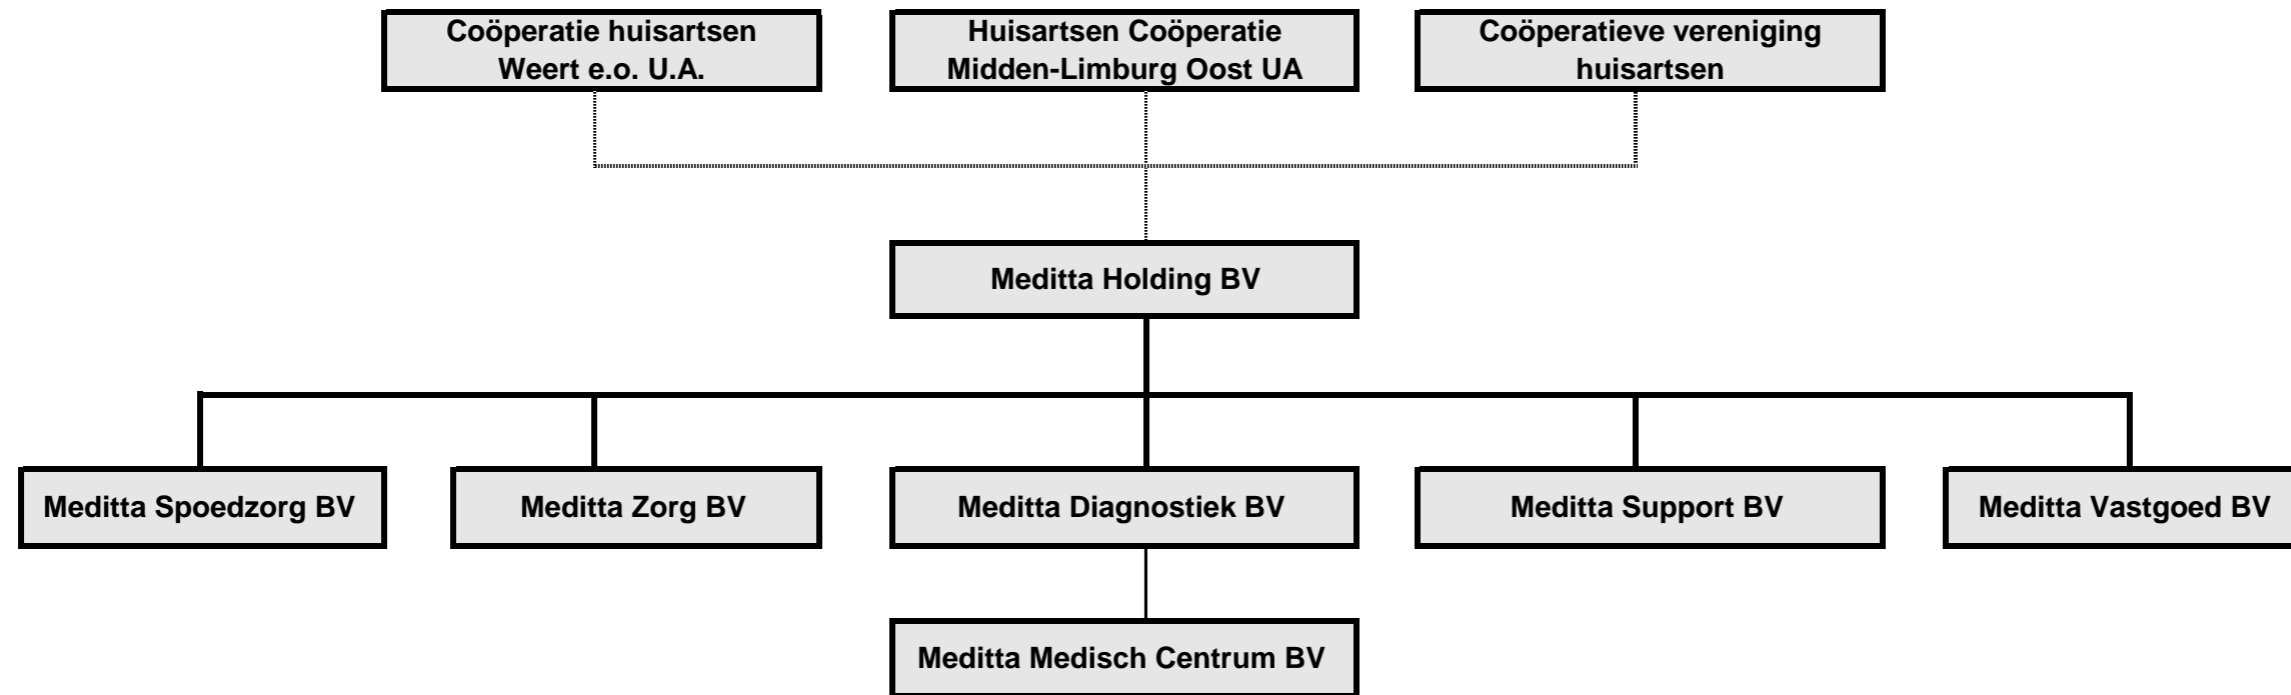 Coöperatie huisartsen
Weert e.o. U.A.
Huisartsen Coöperatie
Midden-Limburg Oost UA
Coöperatieve vereniging
huisartsen
Meditta Holding BV
Meditta Spoedzorg BV
Meditta Zorg BV
Meditta Diagnostiek BV
Meditta Support BV
Meditta Vastgoed BV
Meditta Medisch Centrum BV